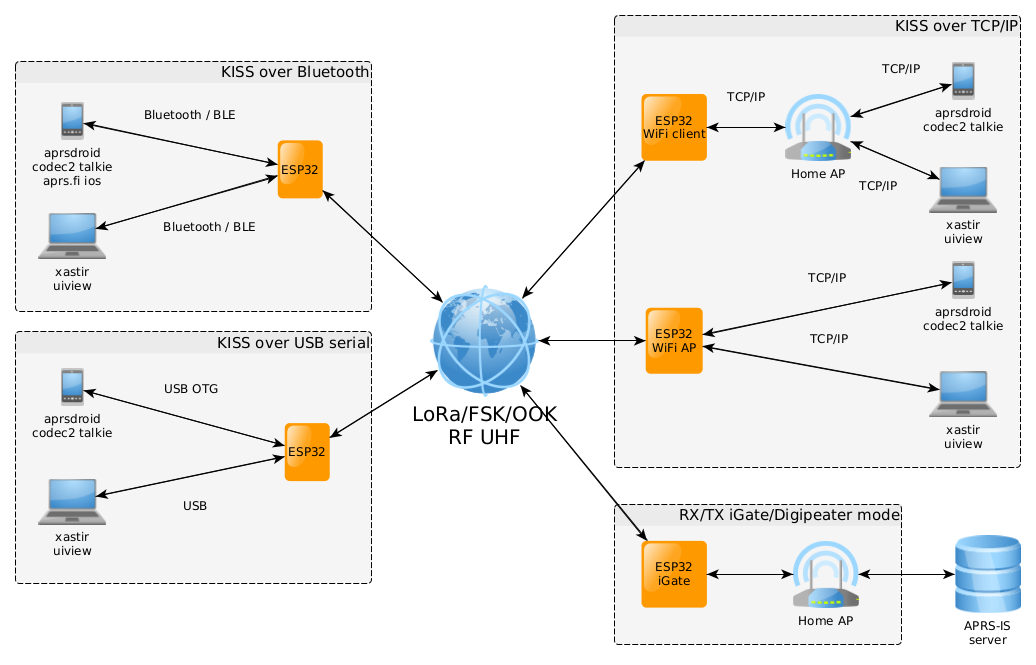 KISS over Bluetooth
Bluetooth / BLE
aprsdroid
codec2 talkie
aprs.fi ios
ESP32
Bluetooth / BLE
xastir
uiview
KISS over USB serial
USB OTG
aprsdroid
codec2 talkie
ESP32
USB
xastir
uiview
LoRa/FSK/OOK
RF UHF
KISS over TCP/IP
TCP/IP
TCP/IP
ESP32
WiFi client
aprsdroid
codec2 talkie
Home AP
TCP/IP
xastir
uiview
TCP/IP
aprsdroid
codec2 talkie
ESP32
WiFi AP
TCP/IP
xastir
uiview
RX/TX iGate/Digipeater mode
ESP32
iGate
Home AP
APRS-IS
server